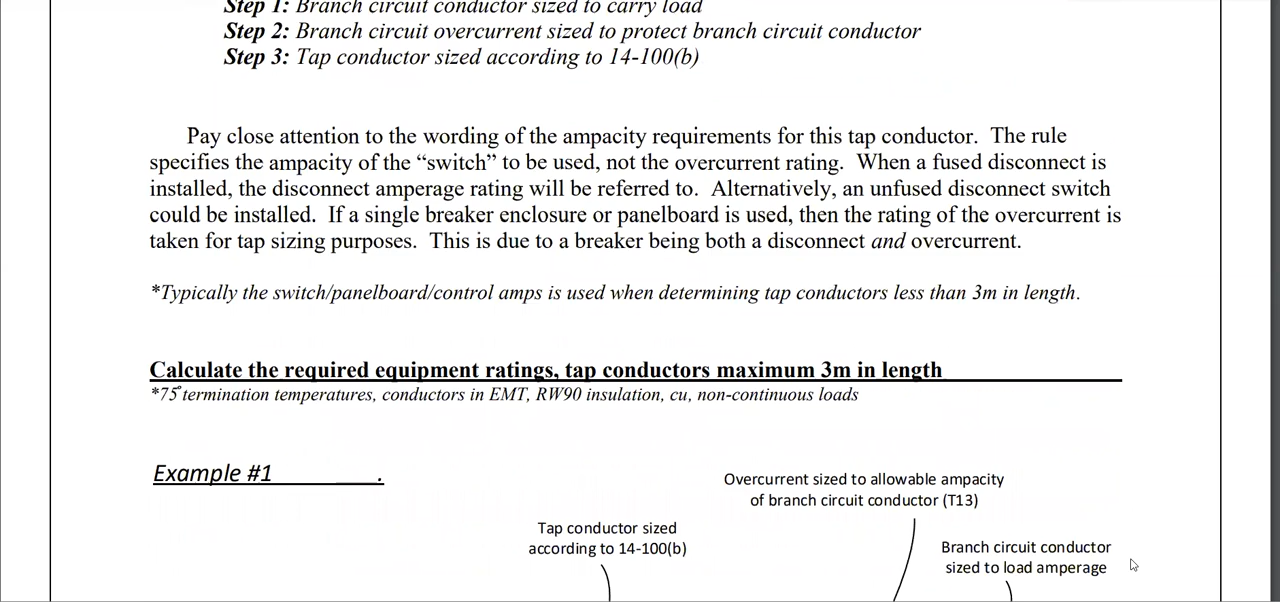 Step 1: Branch circuit conductor sized to carry load
Step 2: Branch circuit overcurrent sized to protect branch circuit conductor
Step 3: Tap conductor sized according to 14-100(b)
Pay close attention to the wording of the ampacity requirements for this tap conductor. The rule
specifies the ampacity of the “switch” to be used, not the overcurrent rating. When a fused disconnect is
installed, the disconnect amperage rating will be referred to. Alternatively, an unfused disconnect switch
could be installed. If a single breaker enclosure or panelboard is used, then the rating of the overcurrent is
taken for tap sizing purposes. This is due to a breaker being both a disconnect and overcurrent.
*Typically the switch/panelboard/control amps is used when determining tap conductors less than 3m in length.
Calculate the required equipment ratings, tap conductors maximum 3m in length
*75° termination temperatures, conductors in EMT, RW90 insulation, cu, non-continuous loads
Example #1 .
Overcurrent sized to allowable ampacity
of branch circuit conductor (T13)
Tap conductor sized
according to 14-100(b)
Branch circuit conductor
sized to load amperage